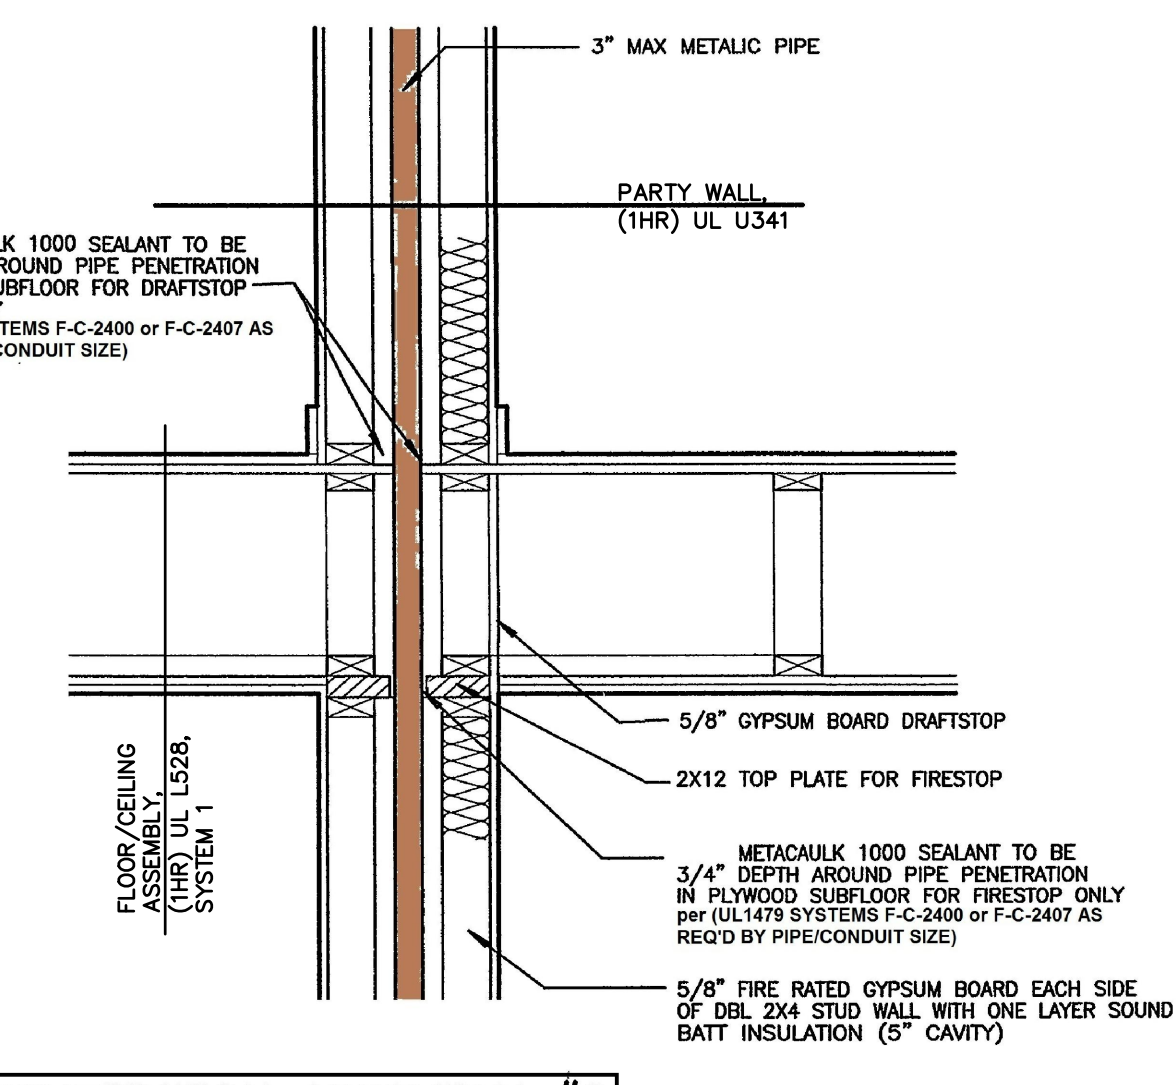 3" MAX METALIC PIPE
PARTY WALL,
(1HR) UL U341
LK 1000 SEALANT TO BE
ROUND PIPE PENETRATION
UBFLOOR FOR DRAFTSTOP
TEMS F-C-2400 or F-C-2407 AS
CONDUIT SIZE)
FLOOR/CEILING
ASSEMBLY,
(1HR) UL L528,
SYSTEM 1
5/8" GYPSUM BOARD DRAFTSTOP
2X12 TOP PLATE FOR FIRESTOP
METACAULK 1000 SEALANT TO BE
3/4" DEPTH AROUND PIPE PENETRATION
IN PLYWOOD SUBFLOOR FOR FIRESTOP ONLY
per (UL1479 SYSTEMS F-C-2400 or F-C-2407 AS
REQ'D BY PIPE/CONDUIT SIZE)
5/8" FIRE RATED GYPSUM BOARD EACH SIDE
OF DBL 2X4 STUD WALL WITH ONE LAYER SOUND
BATT INSULATION (5" CAVITY)